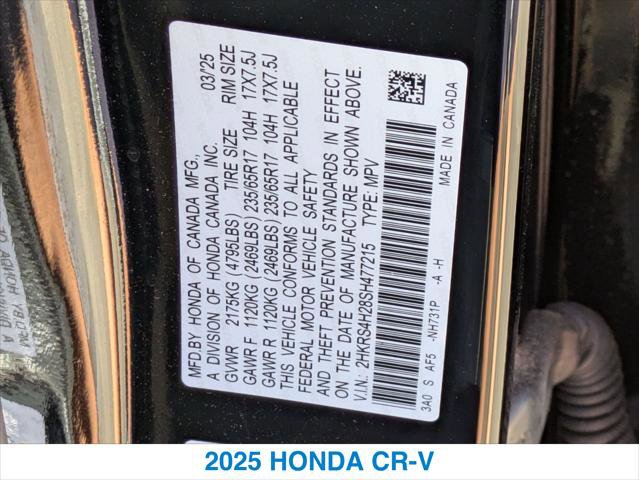 MFD.BY HONDA OF CANADA MFG., 03/25
A DIVISION OF HONDA CANADA INC.
GVWR 2175KG (4795LBS) TIRE SIZE RIM SIZE
GAWR F 1120KG (2469LBS) 235/65R17 104H 17X7.5J
GAWR R 1120KG (2469LBS) 235/65R17 104H 17X7.5J
THIS VEHICLE CONFORMS TO ALL APPLICABLE
FEDERAL MOTOR VEHICLE SAFETY
AND THEFT PREVENTION STANDARDS IN EFFECT
ON THE DATE OF MANUFACTURE SHOWN ABOVE.
V.I.N.: 2HKRS4H28SH477215 TYPE: MPV
3A0 S AF5 -NH731P -A -H MADE IN CANADA
2025 HONDA CR-V